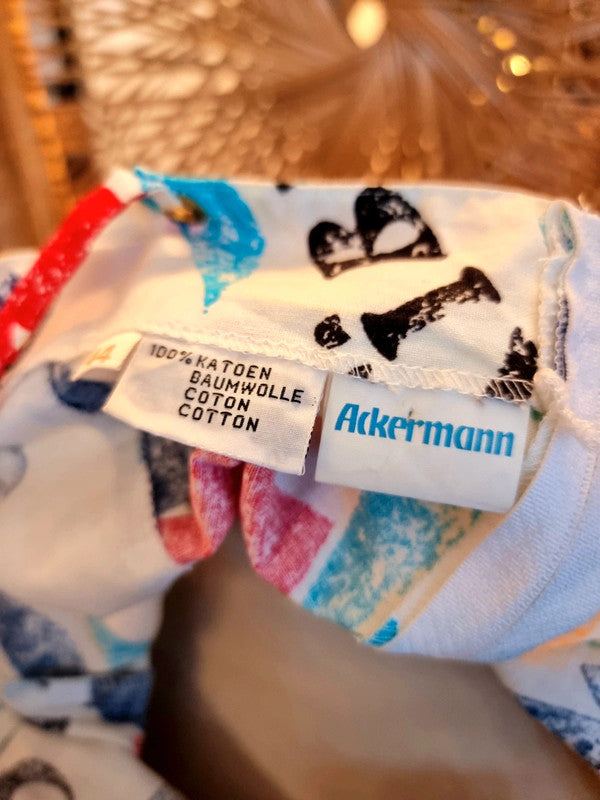 100% KATOEN
BAUMWOLLE
COTON
COTTON
Ackermann